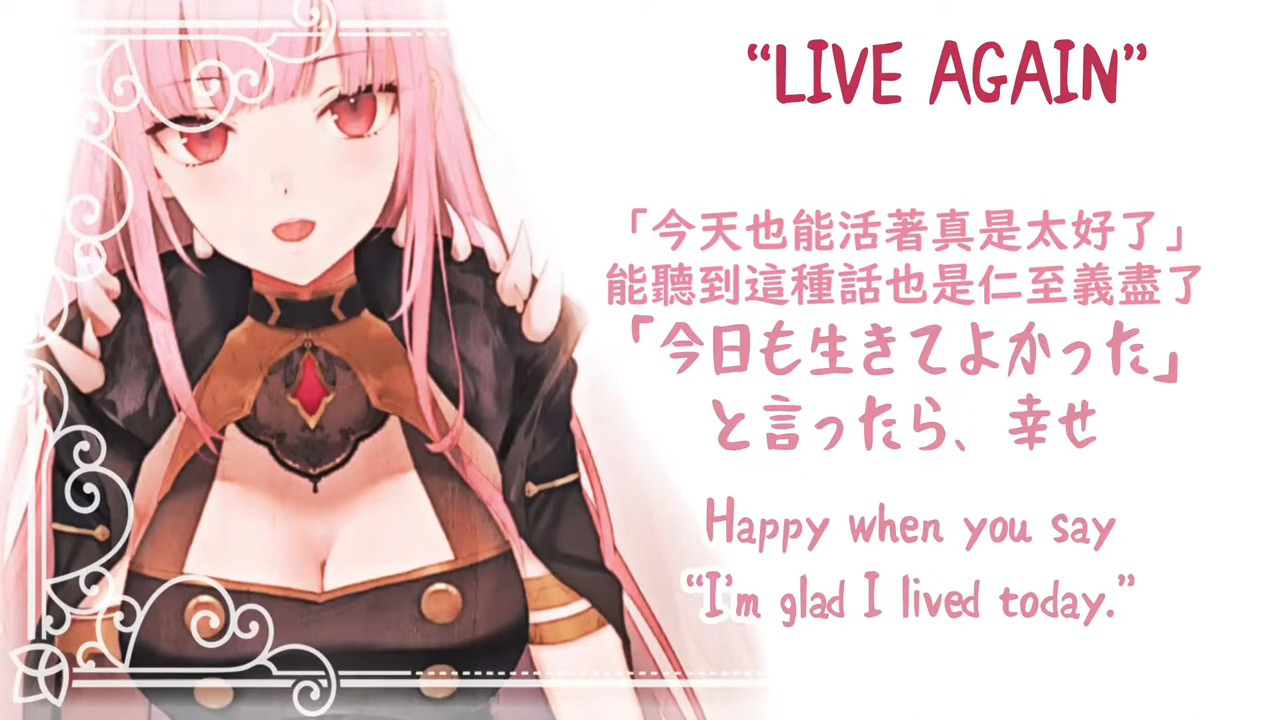 “LIVE AGAIN”
「今天也能活著真是太好了」
能聽到這種話也是仁至義盡了
「今日も生きてよかった」
と言ったら、幸せ
Happy when you say
“I'm glad I lived today.”